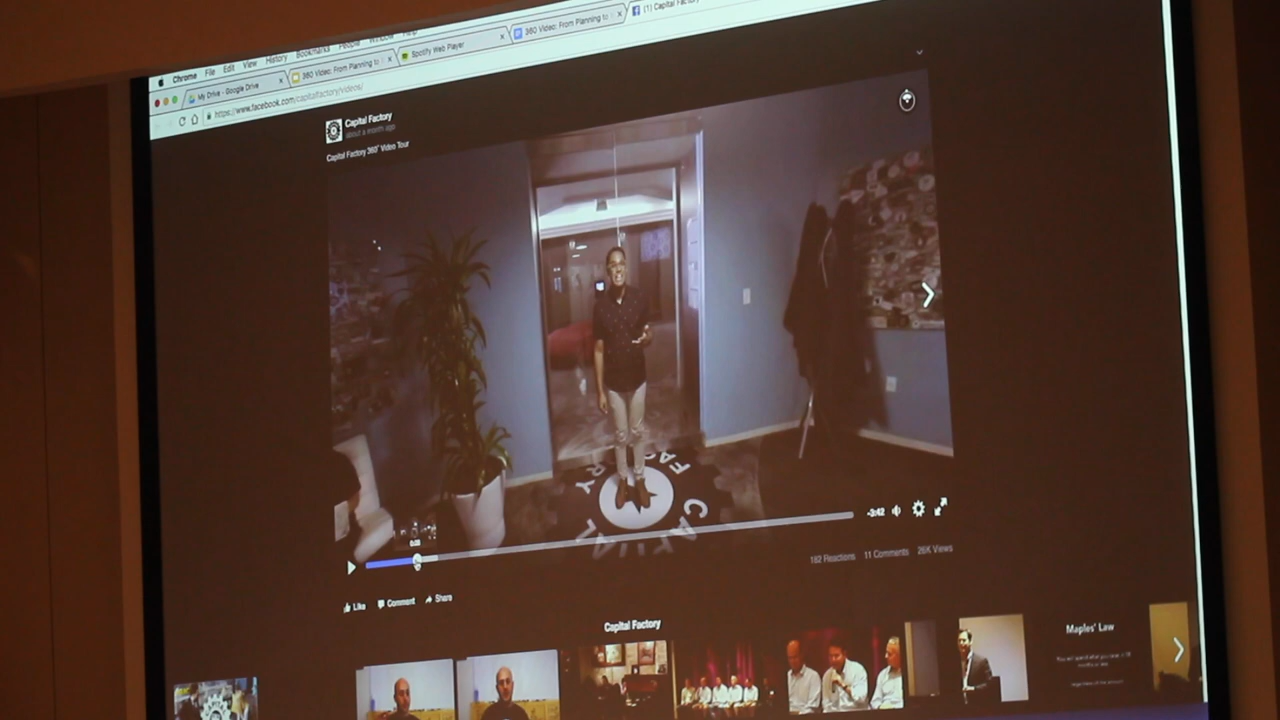 Chrome File Edit View History Bookmarks People Window Help
My Drive - Google Drive
360 Video: From Planning to
Spotify Web Player
360 Video: From Planning to
(1) Capital Factory
https://www.facebook.com/capitalfactory/videos/
Capital Factory
about a month ago
Capital Factory 360° Video Tour
CAPITAL FACTORY
-3:42
182 Reactions 11 Comments 26K Views
Like Comment Share
Capital Factory
Maples' Law